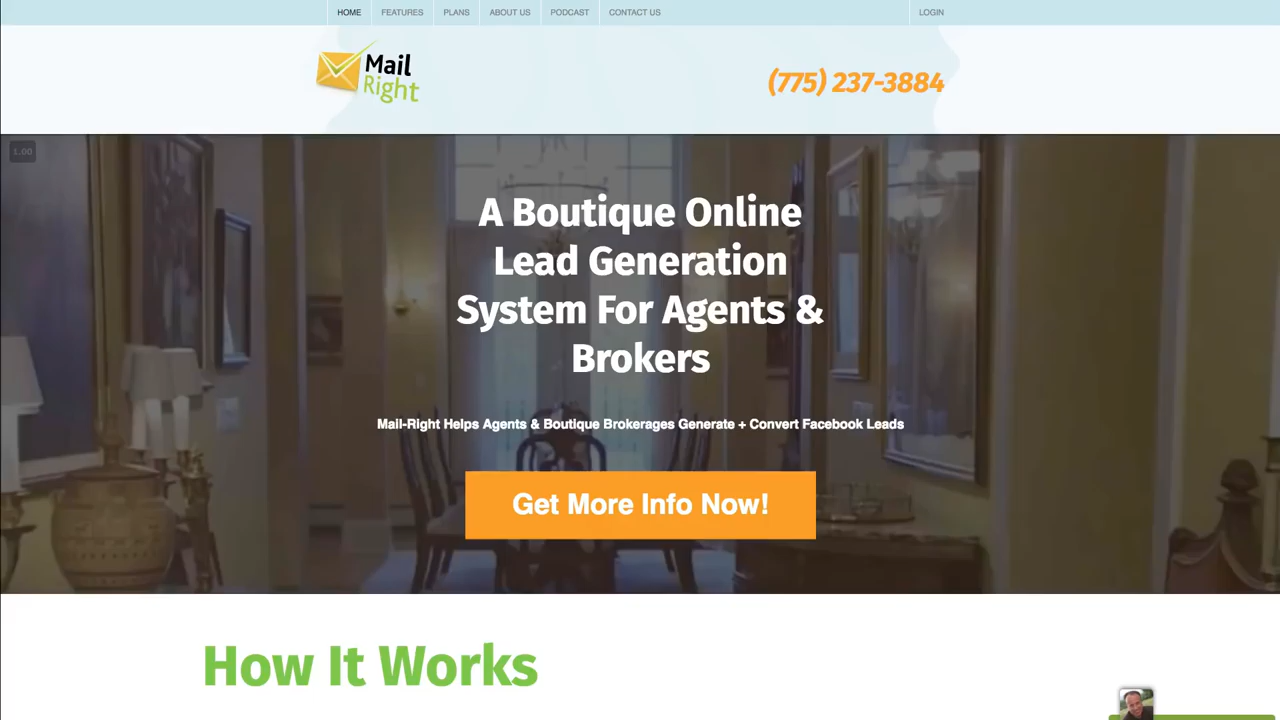 HOME FEATURES PLANS ABOUT US PODCAST CONTACT US LOGIN
Mail
Right
(775) 237-3884
1.00
A Boutique Online
Lead Generation
System For Agents &
Brokers
Mail-Right Helps Agents & Boutique Brokerages Generate + Convert Facebook Leads
Get More Info Now!
How It Works